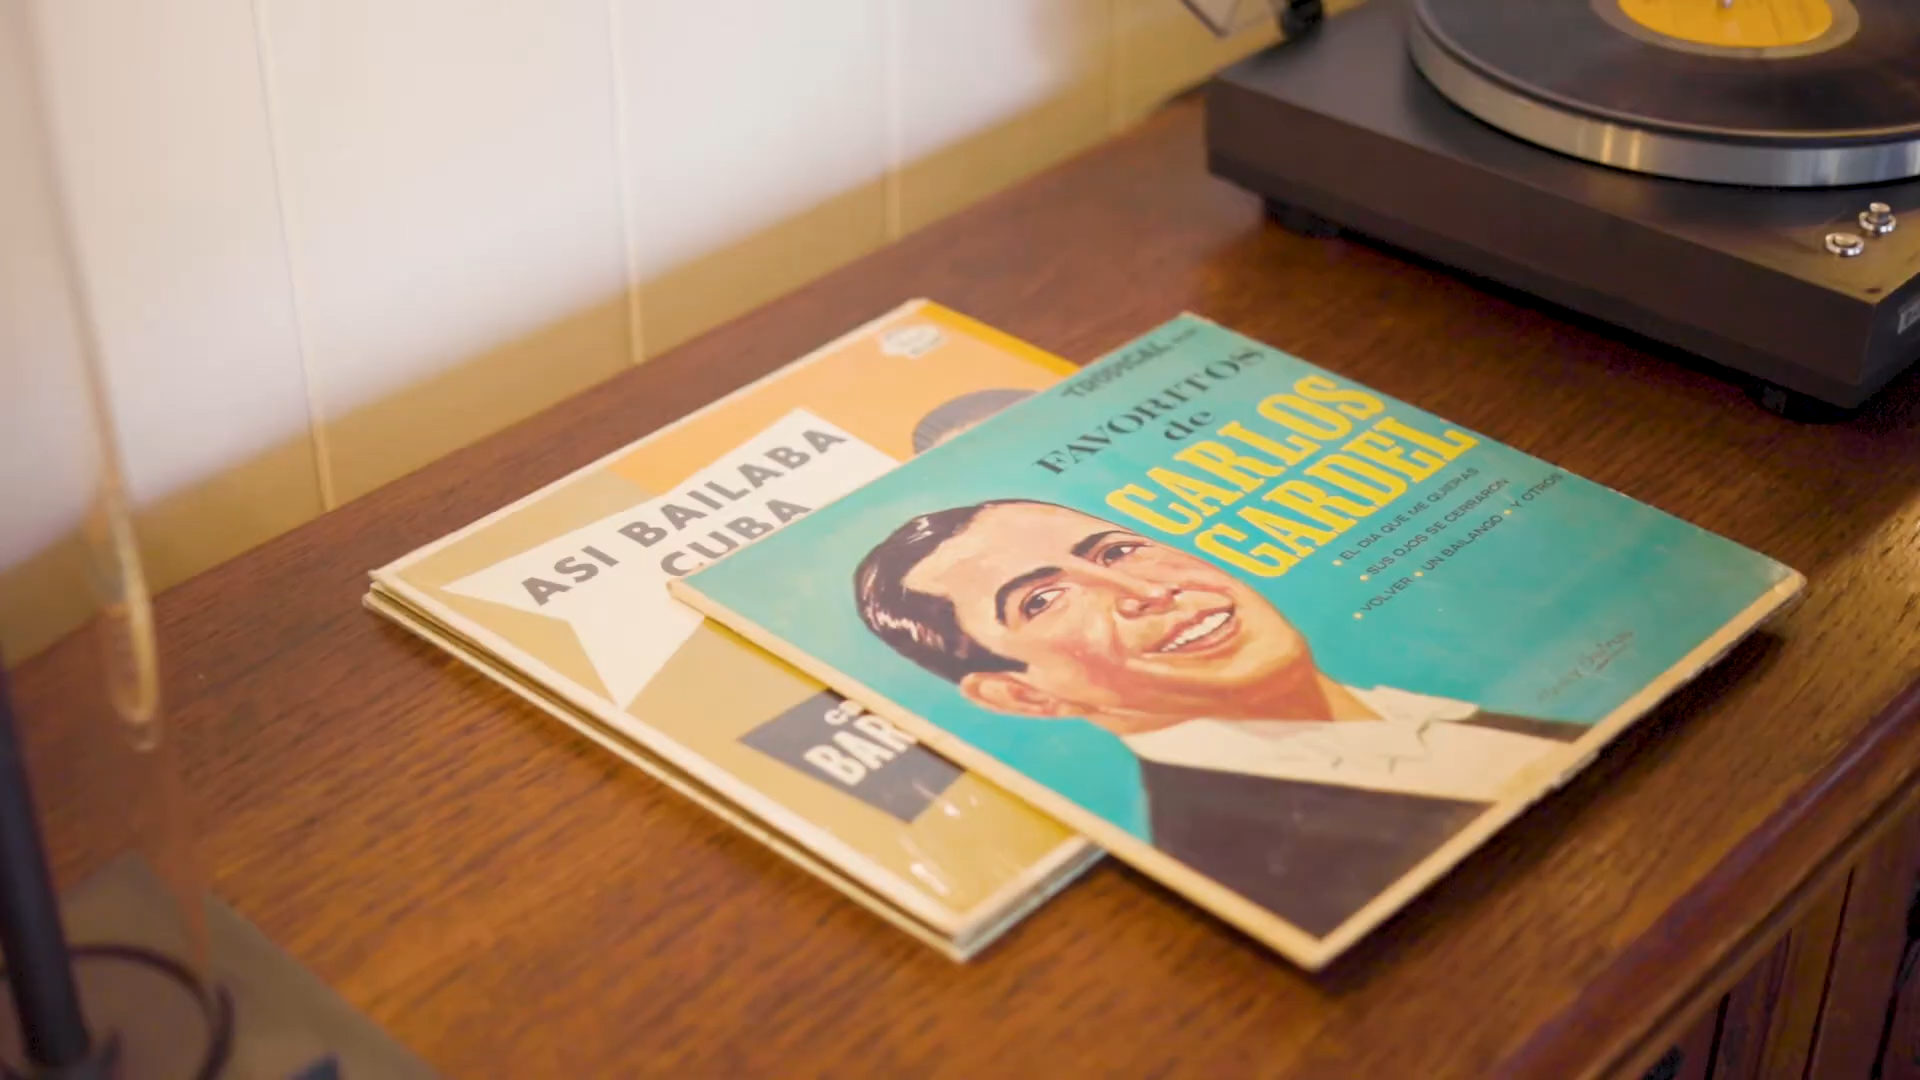 ASI BAILABA
CUBA
BAR
TROPICAL
FAVORITOS
de
CARLOS
GARDEL
• EL DIA QUE ME QUIERAS
• SUS OJOS SE CERRARON
• VOLVER • UN BAILANGO • Y OTROS